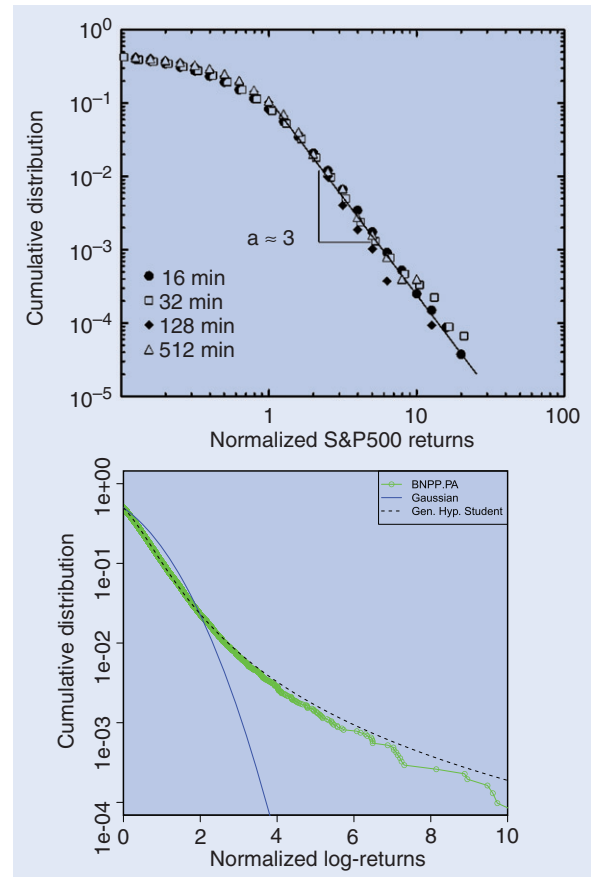 Cumulative distribution
10⁰
10⁻¹
10⁻²
10⁻³
10⁻⁴
10⁻⁵
a ≈ 3
16 min
32 min
128 min
512 min
1
10
100
Normalized S&P500 returns
Cumulative distribution
1e+00
1e-01
1e-02
1e-03
1e-04
BNPP.PA
Gaussian
Gen. Hyp. Student
0
2
4
6
8
10
Normalized log-returns